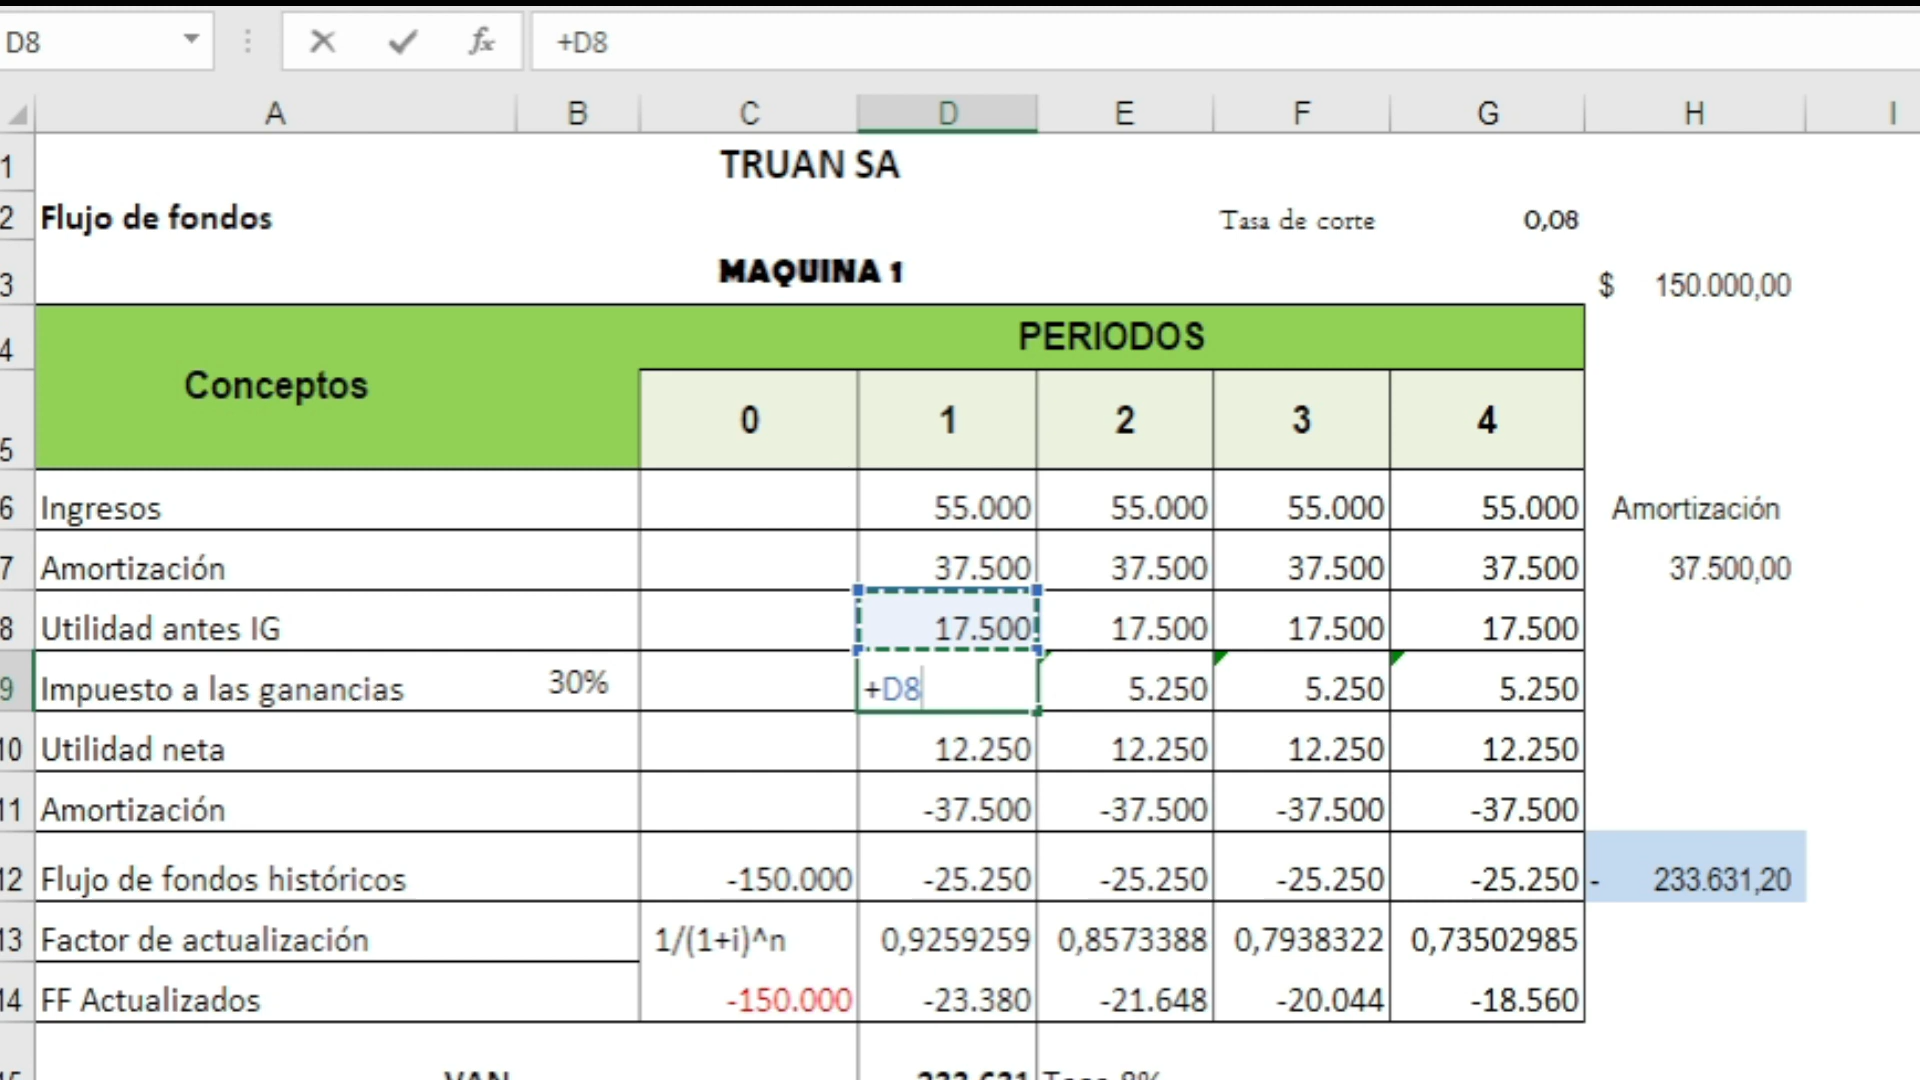 D8 fx +D8
A B C D E F G H I
1 TRUAN SA
2 Flujo de fondos Tasa de corte 0,08
3 MAQUINA 1 $ 150.000,00
4 PERIODOS
Conceptos
5 0 1 2 3 4
6 Ingresos 55.000 55.000 55.000 55.000 Amortización
7 Amortización 37.500 37.500 37.500 37.500 37.500,00
8 Utilidad antes IG 17.500 17.500 17.500 17.500
9 Impuesto a las ganancias 30% +D8 5.250 5.250 5.250
10 Utilidad neta 12.250 12.250 12.250 12.250
11 Amortización -37.500 -37.500 -37.500 -37.500
12 Flujo de fondos históricos -150.000 -25.250 -25.250 -25.250 -25.250 - 233.631,20
13 Factor de actualización 1/(1+i)^n 0,9259259 0,8573388 0,7938322 0,73502985
14 FF Actualizados -150.000 -23.380 -21.648 -20.044 -18.560
15 VAN 233.631 Tasa 8%